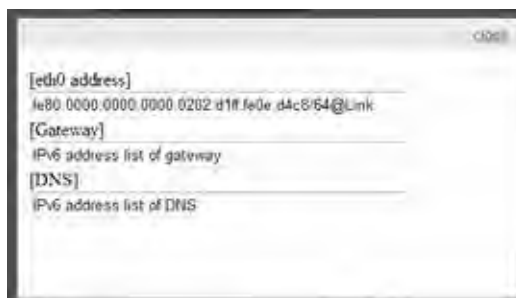 close
[eth0 address]
fe80:0000:0000:0000:0202:d1ff:fe0e:d4c8/64@Link
[Gateway]
IPv6 address list of gateway
[DNS]
IPv6 address list of DNS